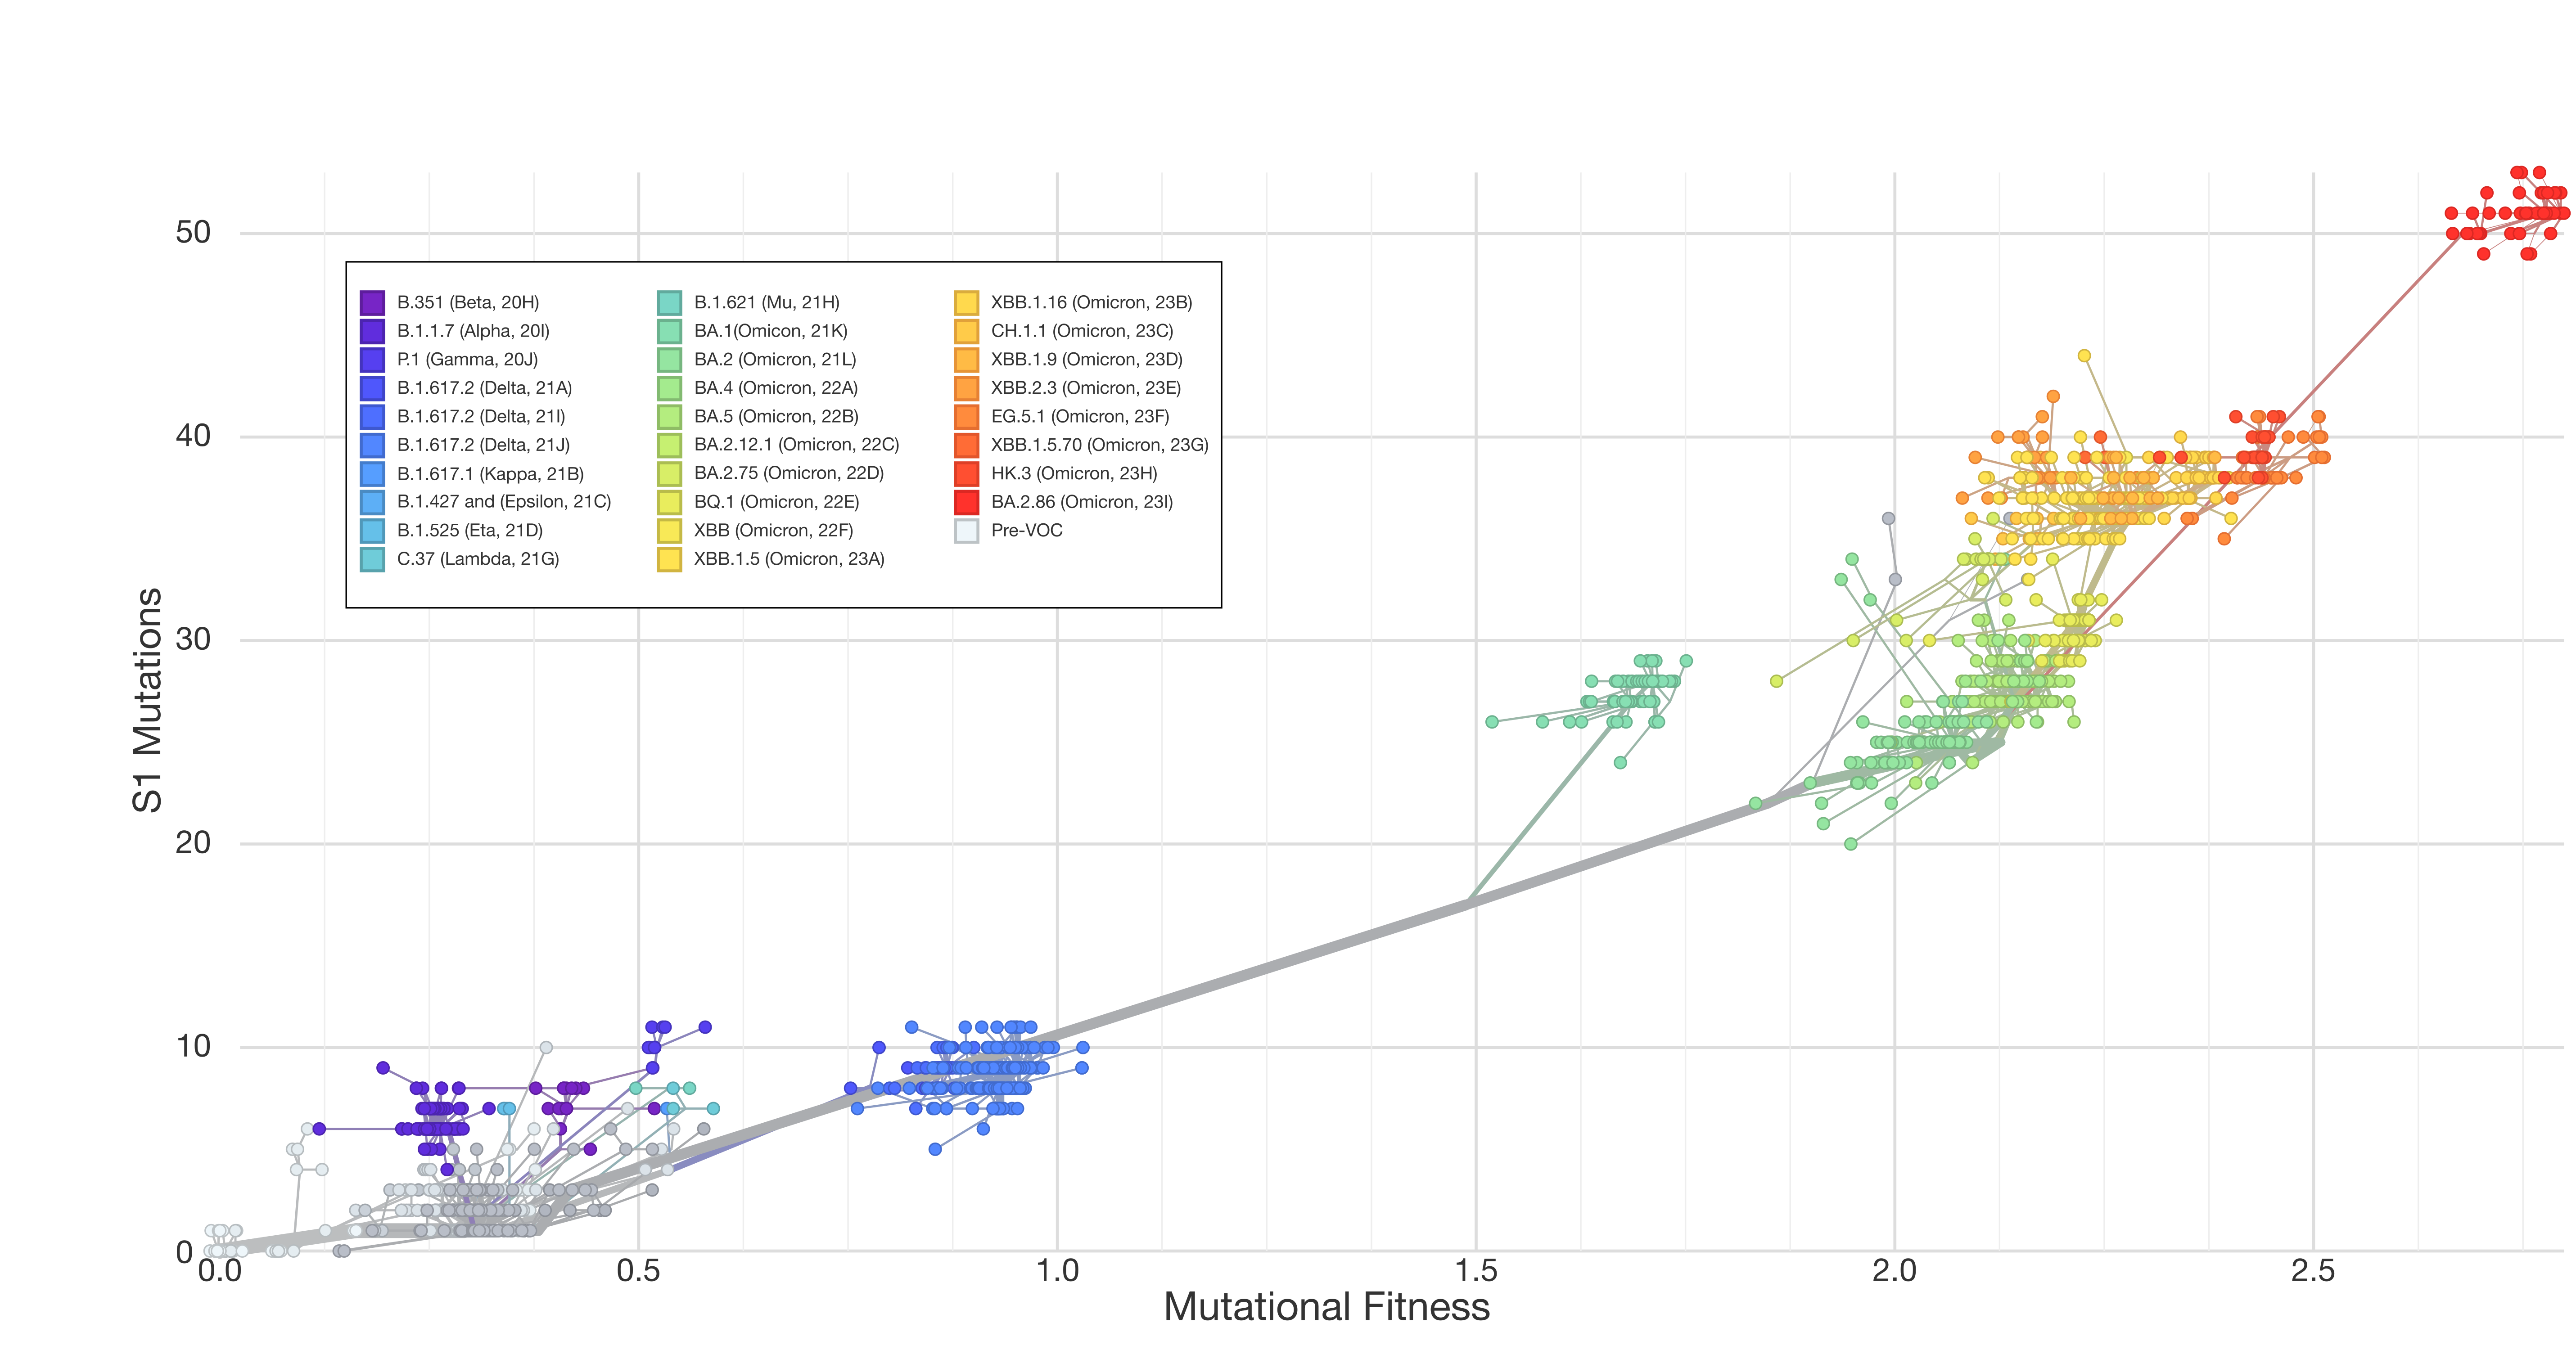 50
40
30
20
10
0
S1 Mutations
B.351 (Beta, 20H)
B.1.1.7 (Alpha, 20I)
P.1 (Gamma, 20J)
B.1.617.2 (Delta, 21A)
B.1.617.2 (Delta, 21I)
B.1.617.2 (Delta, 21J)
B.1.617.1 (Kappa, 21B)
B.1.427 and (Epsilon, 21C)
B.1.525 (Eta, 21D)
C.37 (Lambda, 21G)
B.1.621 (Mu, 21H)
BA.1(Omicon, 21K)
BA.2 (Omicron, 21L)
BA.4 (Omicron, 22A)
BA.5 (Omicron, 22B)
BA.2.12.1 (Omicron, 22C)
BA.2.75 (Omicron, 22D)
BQ.1 (Omicron, 22E)
XBB (Omicron, 22F)
XBB.1.5 (Omicron, 23A)
XBB.1.16 (Omicron, 23B)
CH.1.1 (Omicron, 23C)
XBB.1.9 (Omicron, 23D)
XBB.2.3 (Omicron, 23E)
EG.5.1 (Omicron, 23F)
XBB.1.5.70 (Omicron, 23G)
HK.3 (Omicron, 23H)
BA.2.86 (Omicron, 23I)
Pre-VOC
0.0 0.5 1.0 1.5 2.0 2.5
Mutational Fitness